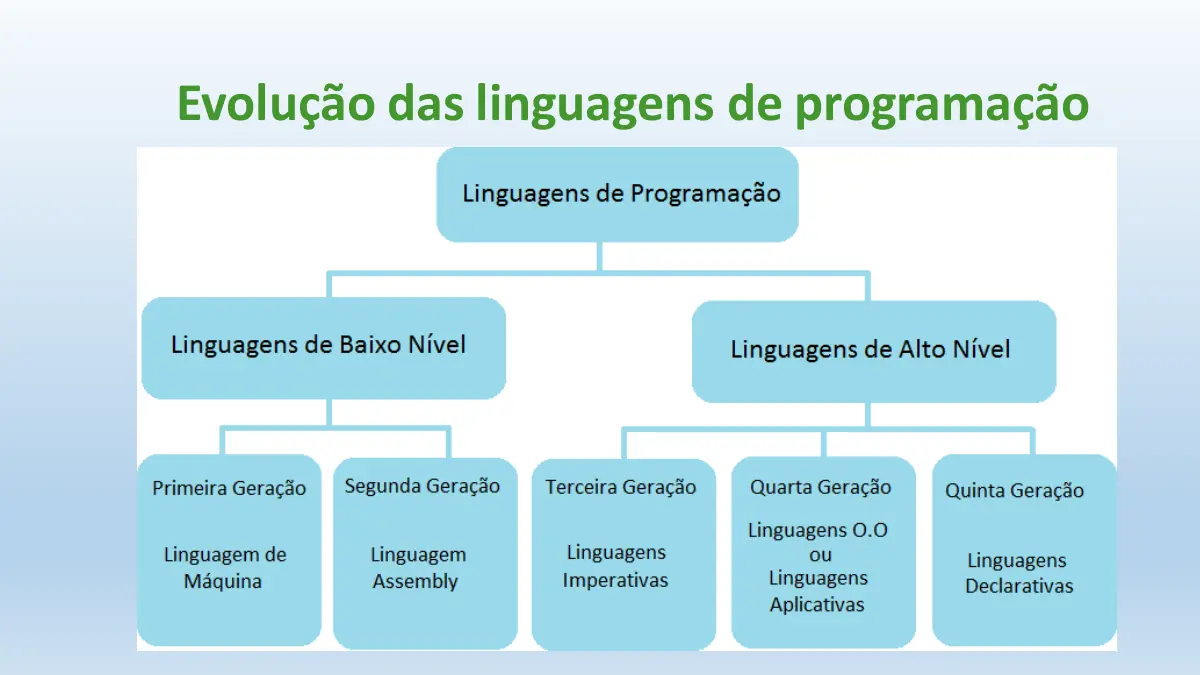 Evolução das linguagens de programação
Linguagens de Programação
Linguagens de Baixo Nível
Linguagens de Alto Nível
Primeira Geração
Linguagem de
Máquina
Segunda Geração
Linguagem
Assembly
Terceira Geração
Linguagens
Imperativas
Quarta Geração
Linguagens O.O
ou
Linguagens
Aplicativas
Quinta Geração
Linguagens
Declarativas